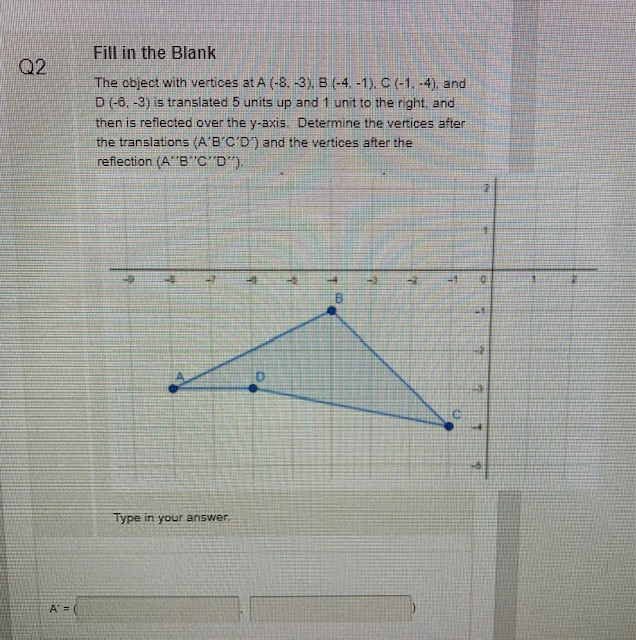 Q2
Fill in the Blank
The object with vertices at A (-8, -3), B (-4, -1), C (-1, -4), and
D (-6, -3) is translated 5 units up and 1 unit to the right, and
then is reflected over the y-axis. Determine the vertices after
the translations (A'B'C'D') and the vertices after the
reflection (A''B''C''D'').
2
1
-9 -8 -7 -6 -5 -4 -3 -2 -1 0 1 2
B
-1
-2
A D
-3
C
-4
-5
Type in your answer.
A' = ( , )